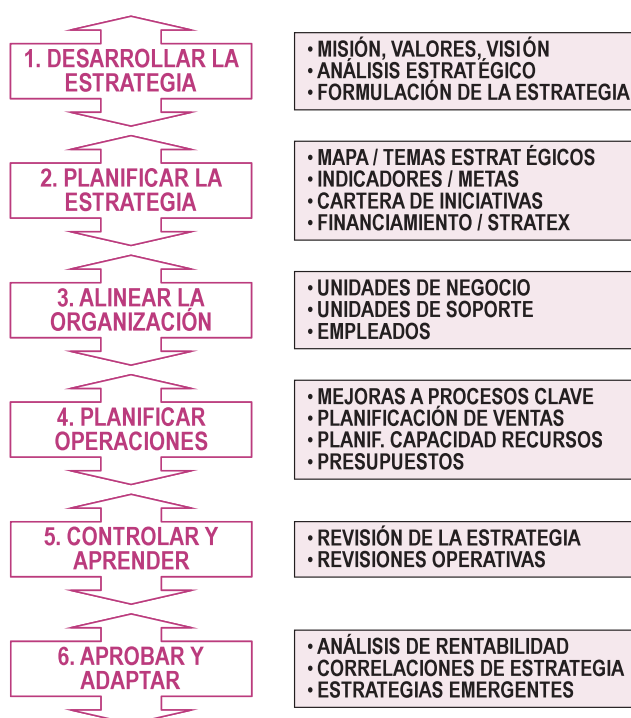 1. DESARROLLAR LA
ESTRATEGIA
• MISIÓN, VALORES, VISIÓN
• ANÁLISIS ESTRATÉGICO
• FORMULACIÓN DE LA ESTRATEGIA
2. PLANIFICAR LA
ESTRATEGIA
• MAPA / TEMAS ESTRAT ÉGICOS
• INDICADORES / METAS
• CARTERA DE INICIATIVAS
• FINANCIAMIENTO / STRATEX
3. ALINEAR LA
ORGANIZACIÓN
• UNIDADES DE NEGOCIO
• UNIDADES DE SOPORTE
• EMPLEADOS
4. PLANIFICAR
OPERACIONES
• MEJORAS A PROCESOS CLAVE
• PLANIFICACIÓN DE VENTAS
• PLANIF. CAPACIDAD RECURSOS
• PRESUPUESTOS
5. CONTROLAR Y
APRENDER
• REVISIÓN DE LA ESTRATEGIA
• REVISIONES OPERATIVAS
6. APROBAR Y
ADAPTAR
• ANÁLISIS DE RENTABILIDAD
• CORRELACIONES DE ESTRATEGIA
• ESTRATEGIAS EMERGENTES